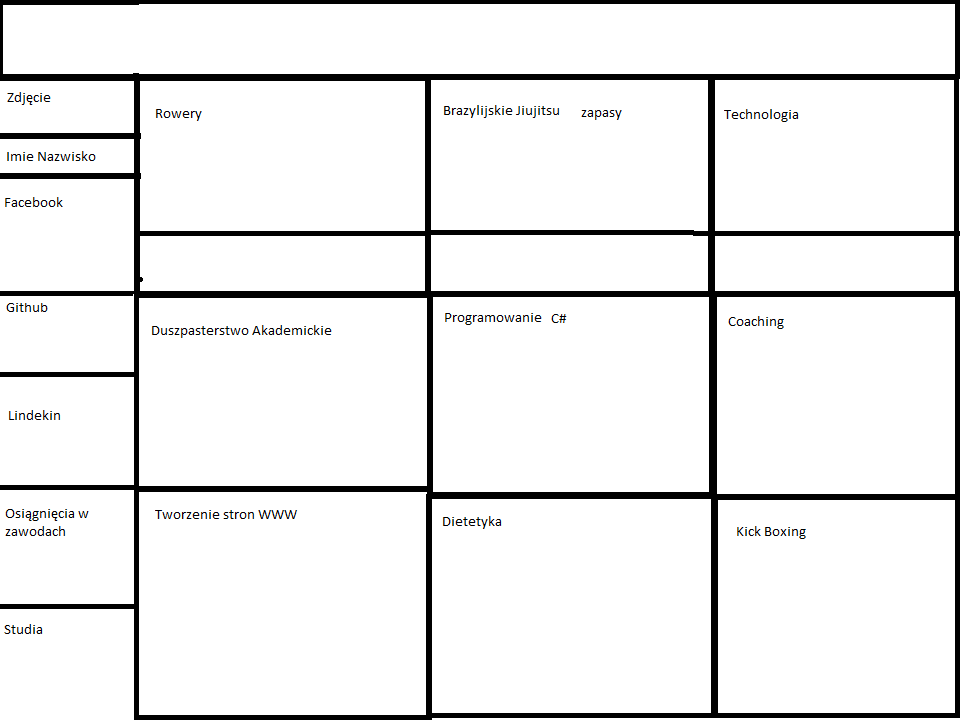 Zdjęcie
Imie Nazwisko
Facebook
Github
Lindekin
Osiągnięcia w
zawodach
Studia
Rowery
Brazylijskie Jiujitsu zapasy
Technologia
Duszpasterstwo Akademickie
Programowanie C#
Coaching
Tworzenie stron WWW
Dietetyka
Kick Boxing